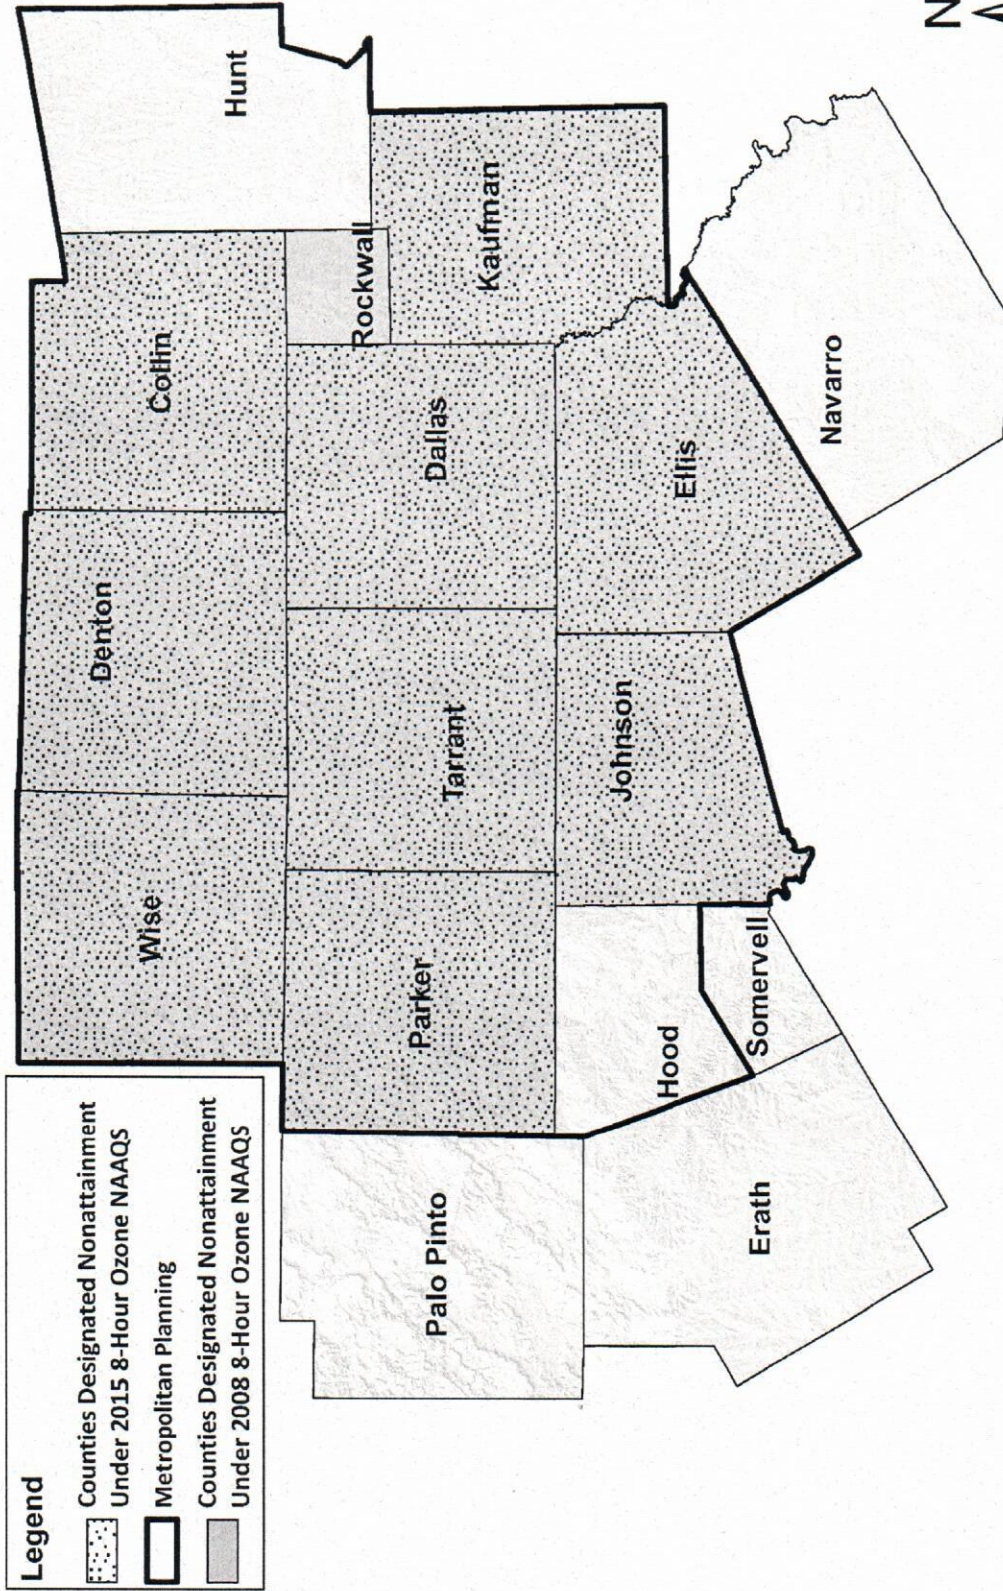 Legend
Counties Designated Nonattainment
Under 2015 8-Hour Ozone NAAQS
Metropolitan Planning
Counties Designated Nonattainment
Under 2008 8-Hour Ozone NAAQS
Wise
Denton
Collin
Hunt
Palo Pinto
Parker
Tarrant
Dallas
Rockwall
Kaufman
Erath
Hood
Somervell
Johnson
Ellis
Navarro
N